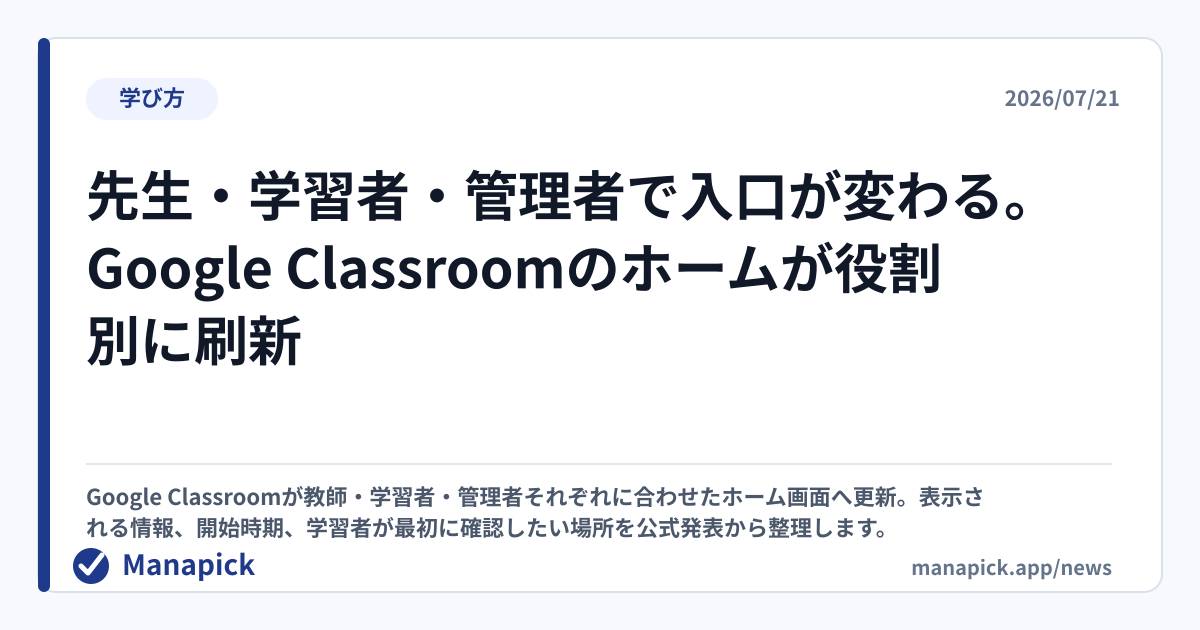 学び方
2026/07/21
先生・学習者・管理者で入口が変わる。
Google Classroomのホームが役割
別に刷新
Google Classroomが教師・学習者・管理者それぞれに合わせたホーム画面へ更新。表示さ
れる情報、開始時期、学習者が最初に確認したい場所を公式発表から整理します。
Manapick
manapick.app/news